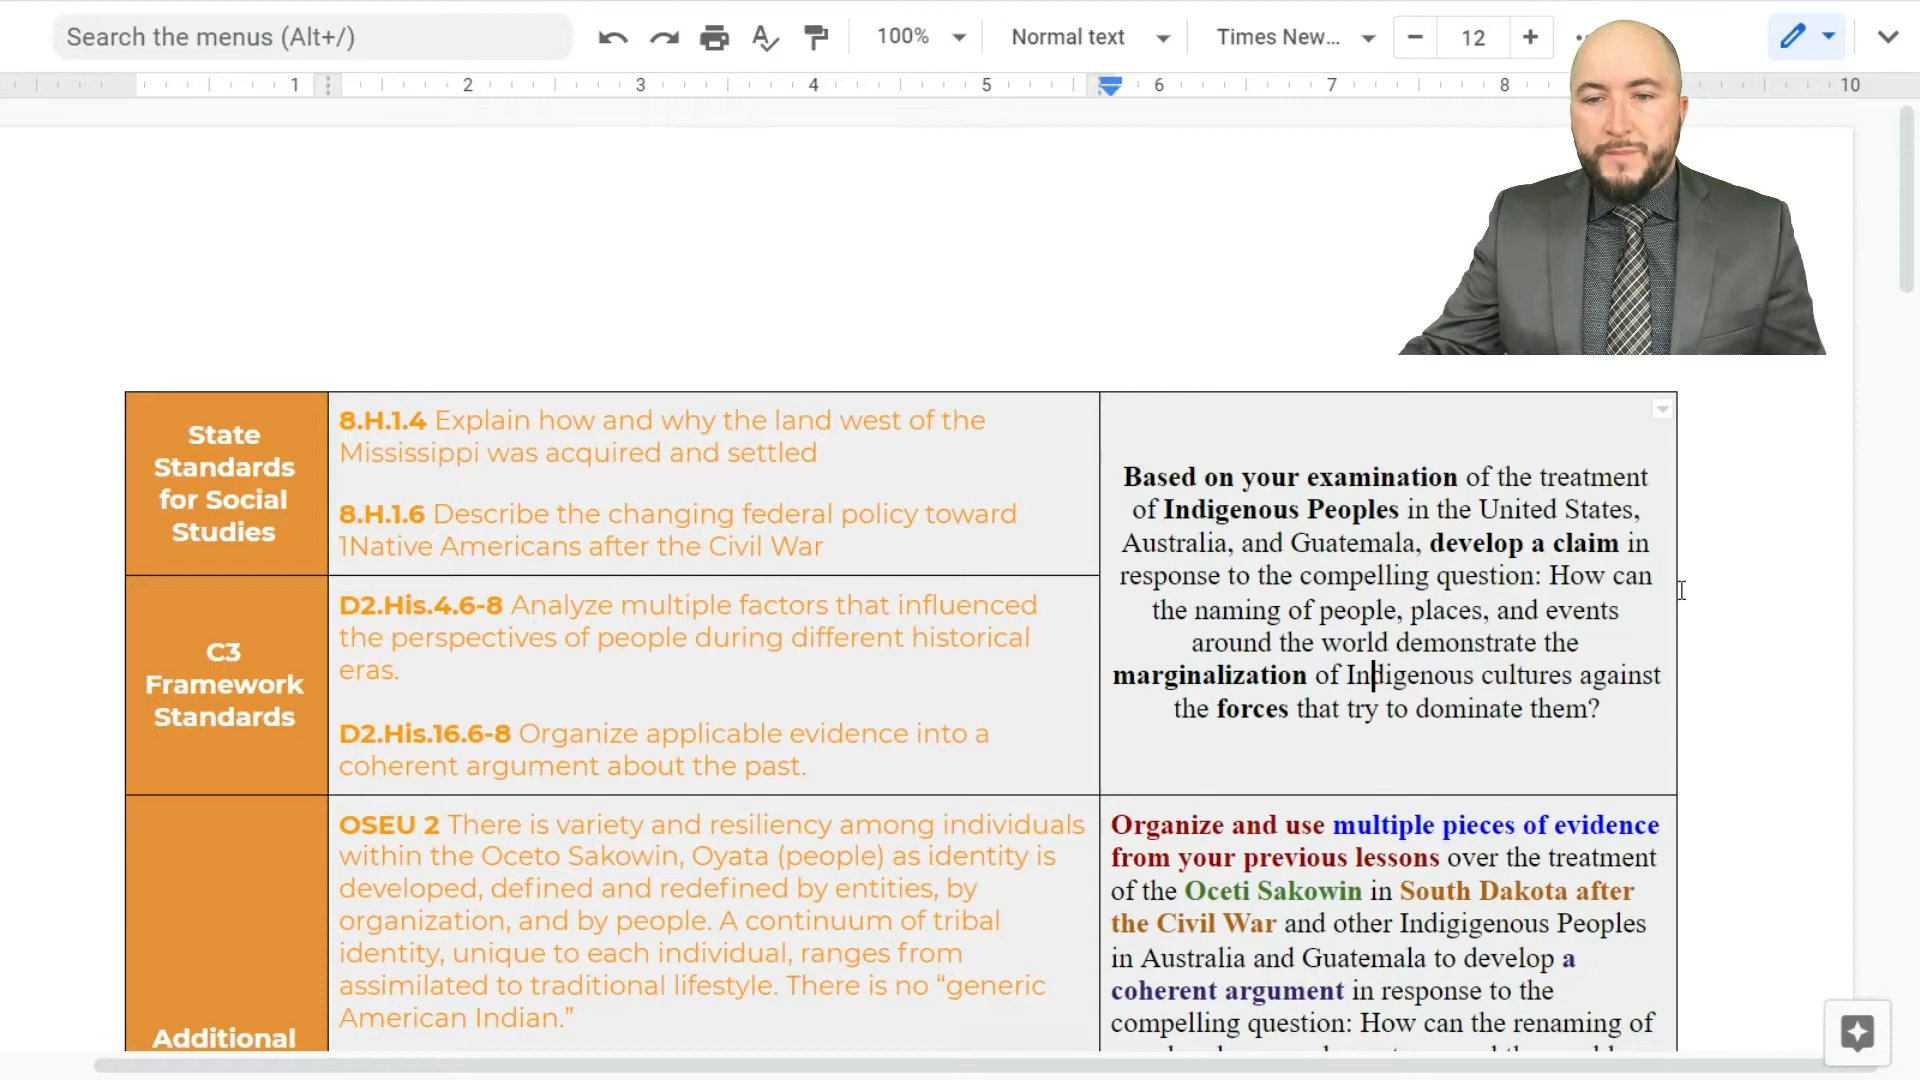 Search the menus (Alt+/)
100%
Normal text
Times New...
12
1 2 3 4 5 6 7 8 10
State
Standards
for Social
Studies
8.H.1.4 Explain how and why the land west of the
Mississippi was acquired and settled
8.H.1.6 Describe the changing federal policy toward
1Native Americans after the Civil War
Based on your examination of the treatment
of Indigenous Peoples in the United States,
Australia, and Guatemala, develop a claim in
response to the compelling question: How can
the naming of people, places, and events
around the world demonstrate the
marginalization of Indigenous cultures against
the forces that try to dominate them?
C3
Framework
Standards
D2.His.4.6-8 Analyze multiple factors that influenced
the perspectives of people during different historical
eras.
D2.His.16.6-8 Organize applicable evidence into a
coherent argument about the past.
Additional
OSEU 2 There is variety and resiliency among individuals
within the Oceto Sakowin, Oyata (people) as identity is
developed, defined and redefined by entities, by
organization, and by people. A continuum of tribal
identity, unique to each individual, ranges from
assimilated to traditional lifestyle. There is no “generic
American Indian.”
Organize and use multiple pieces of evidence
from your previous lessons over the treatment
of the Oceti Sakowin in South Dakota after
the Civil War and other Indigigenous Peoples
in Australia and Guatemala to develop a
coherent argument in response to the
compelling question: How can the renaming of